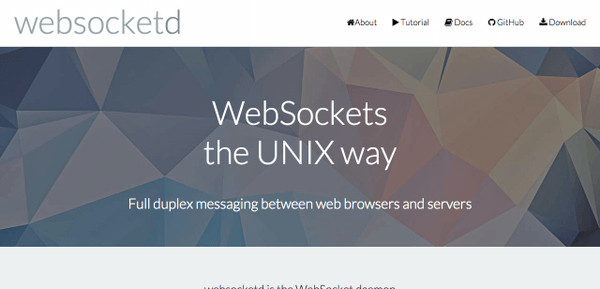 websocketd
About Tutorial Docs GitHub Download
WebSockets
the UNIX way
Full duplex messaging between web browsers and servers
websocketd is the WebSocket daemon